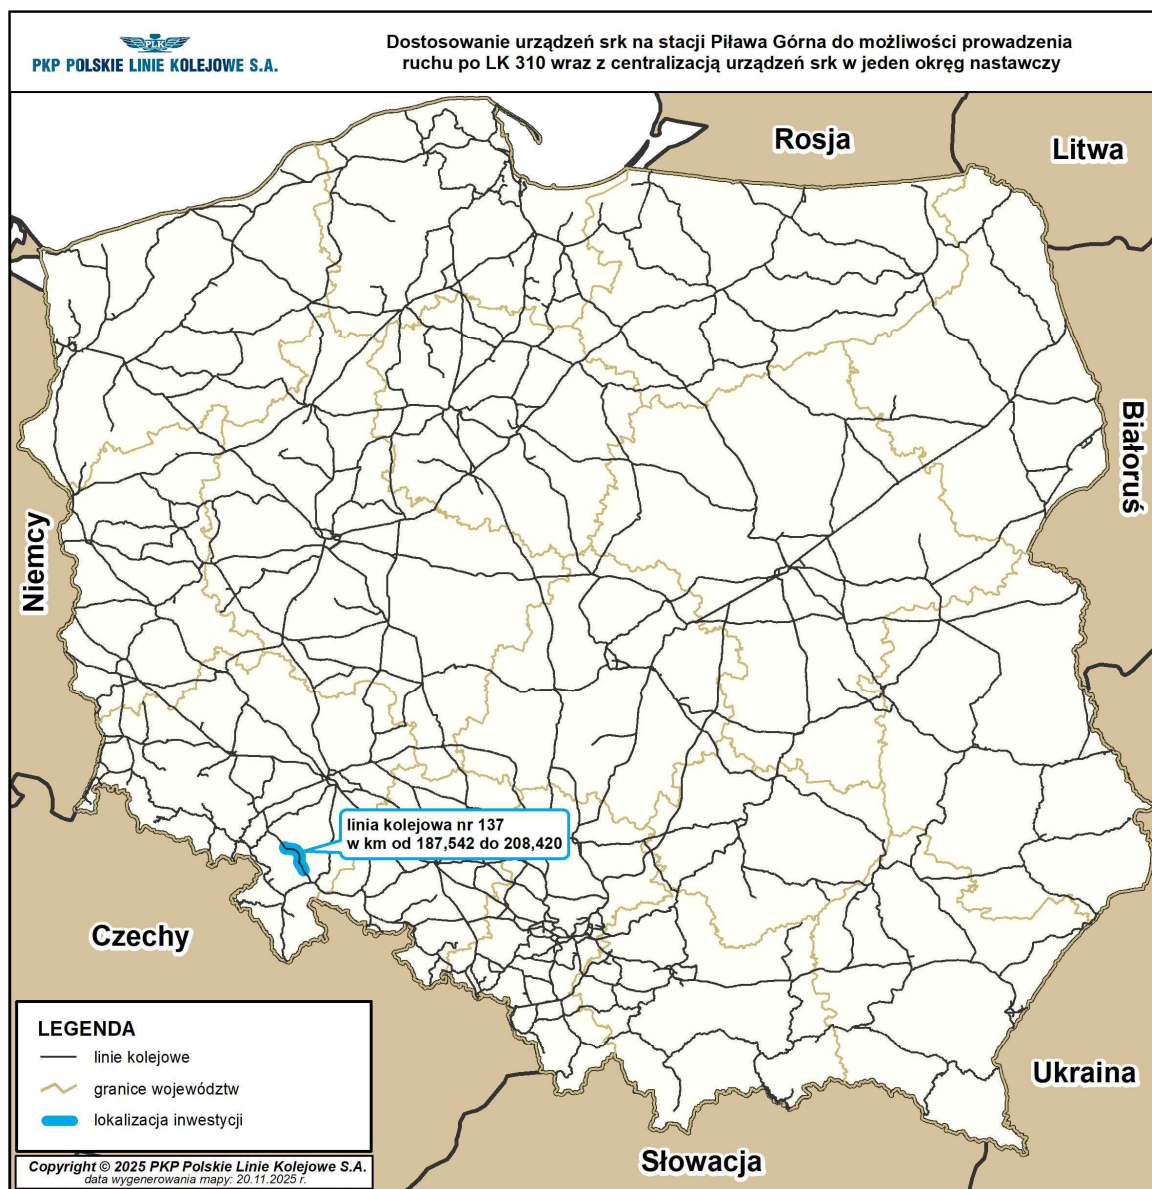 PLK
PKP POLSKIE LINIE KOLEJOWE S.A.
Dostosowanie urządzeń srk na stacji Piława Górna do możliwości prowadzenia
ruchu po LK 310 wraz z centralizacją urządzeń srk w jeden okręg nastawczy
Rosja
Litwa
Białoruś
Niemcy
linia kolejowa nr 137
w km od 187,542 do 208,420
Czechy
LEGENDA
linie kolejowe
granice województw
lokalizacja inwestycji
Ukraina
Słowacja
Copyright © 2025 PKP Polskie Linie Kolejowe S.A.
data wygenerowania mapy: 20.11.2025 r.